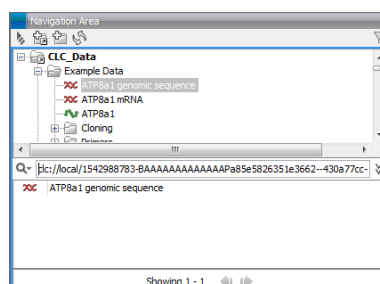 Navigation Area
CLC_Data
Example Data
ATP8a1 genomic sequence
ATP8a1 mRNA
ATP8a1
Cloning
Primers
clc://local/1542988783-BAAAAAAAAAAAAAPa85e5826351e3662--430a77cc-
ATP8a1 genomic sequence
Showing 1 - 1